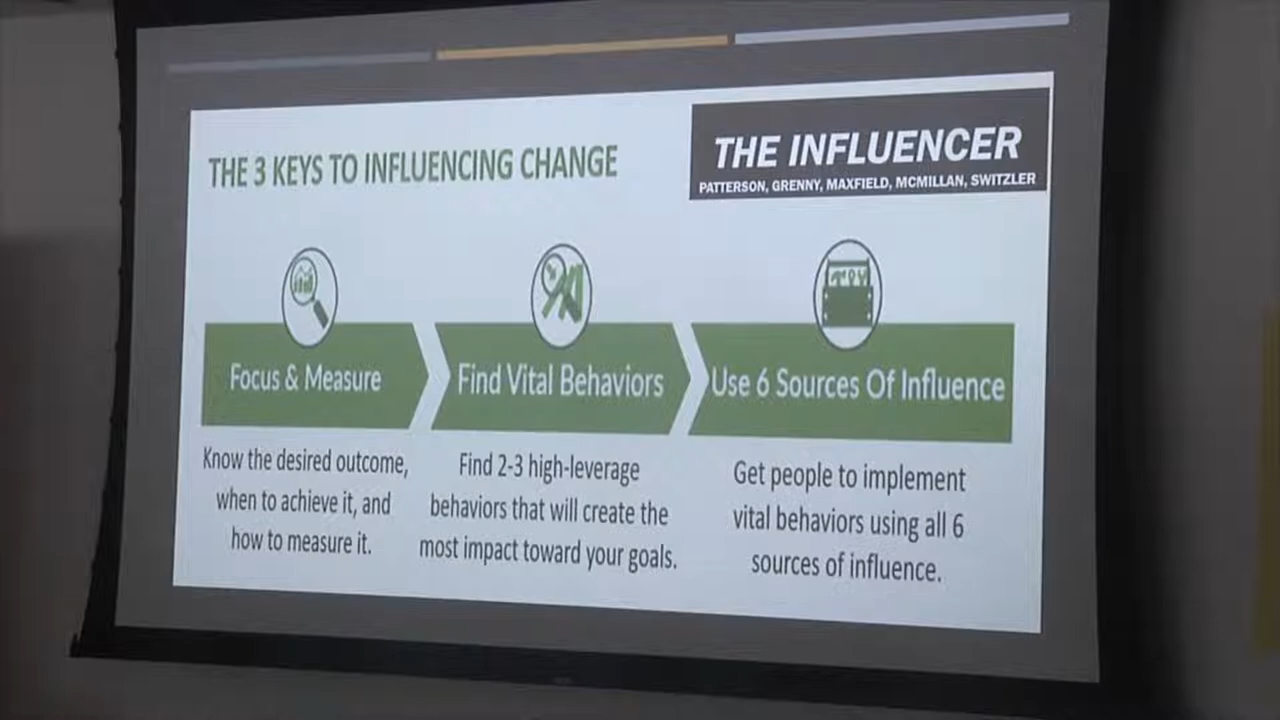 THE 3 KEYS TO INFLUENCING CHANGE
THE INFLUENCER
PATTERSON, GRENNY, MAXFIELD, MCMILLAN, SWITZLER
Focus & Measure
Know the desired outcome,
when to achieve it, and
how to measure it.
Find Vital Behaviors
Find 2-3 high-leverage
behaviors that will create the
most impact toward your goals.
Use 6 Sources Of Influence
Get people to implement
vital behaviors using all 6
sources of influence.